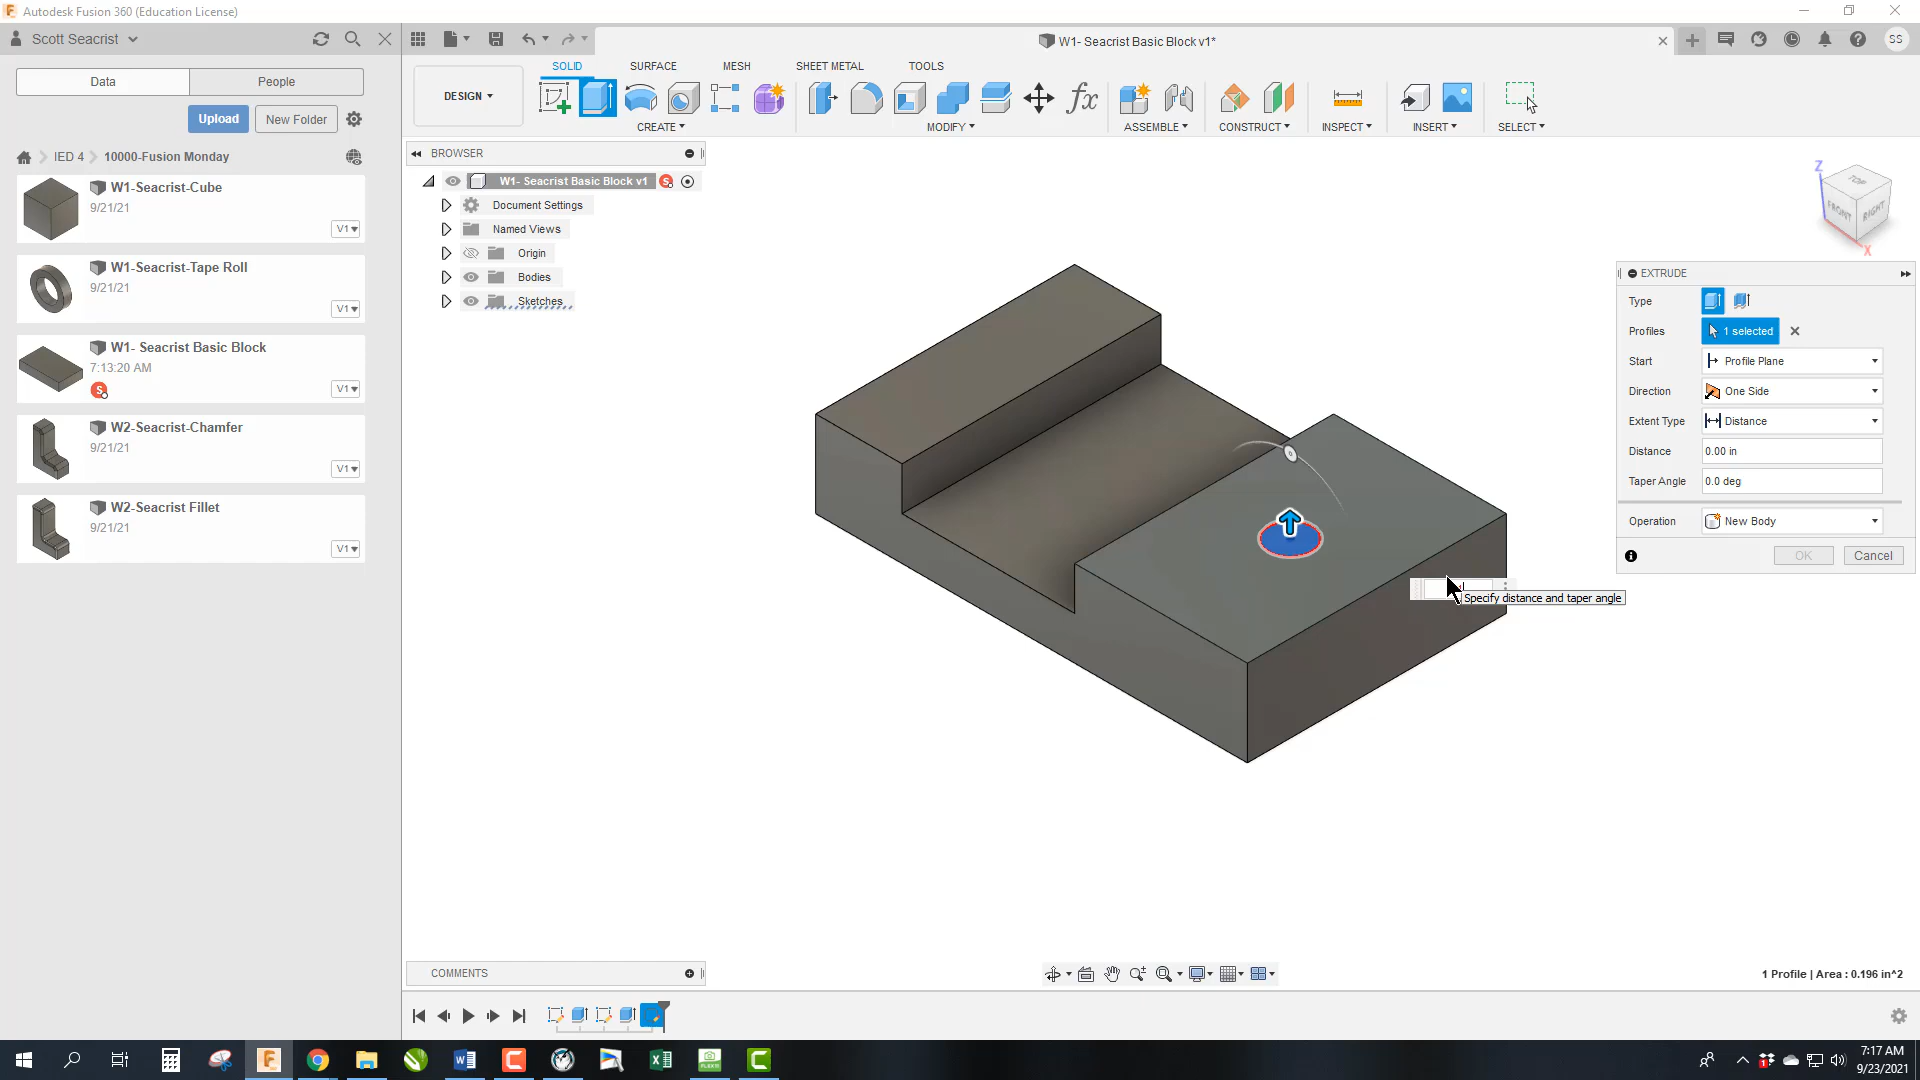 Autodesk Fusion 360 (Education License)
Scott Seacrist
W1- Seacrist Basic Block v1*
SS
Data
People
Upload
New Folder
IED 4
10000-Fusion Monday
W1-Seacrist-Cube
9/21/21
V1
W1-Seacrist-Tape Roll
9/21/21
V1
W1- Seacrist Basic Block
7:13:20 AM
S
V1
W2-Seacrist-Chamfer
9/21/21
V1
W2-Seacrist Fillet
9/21/21
V1
SOLID
SURFACE
MESH
SHEET METAL
TOOLS
DESIGN
CREATE
MODIFY
ASSEMBLE
CONSTRUCT
INSPECT
INSERT
SELECT
BROWSER
W1- Seacrist Basic Block v1
Document Settings
Named Views
Origin
Bodies
Sketches
Z
TOP
FRONT
RIGHT
X
EXTRUDE
Type
Profiles
1 selected
Start
Profile Plane
Direction
One Side
Extent Type
Distance
Distance
0.00 in
Taper Angle
0.0 deg
Operation
New Body
OK
Cancel
Specify distance and taper angle
COMMENTS
1 Profile | Area : 0.196 in^2
7:17 AM
9/23/2021